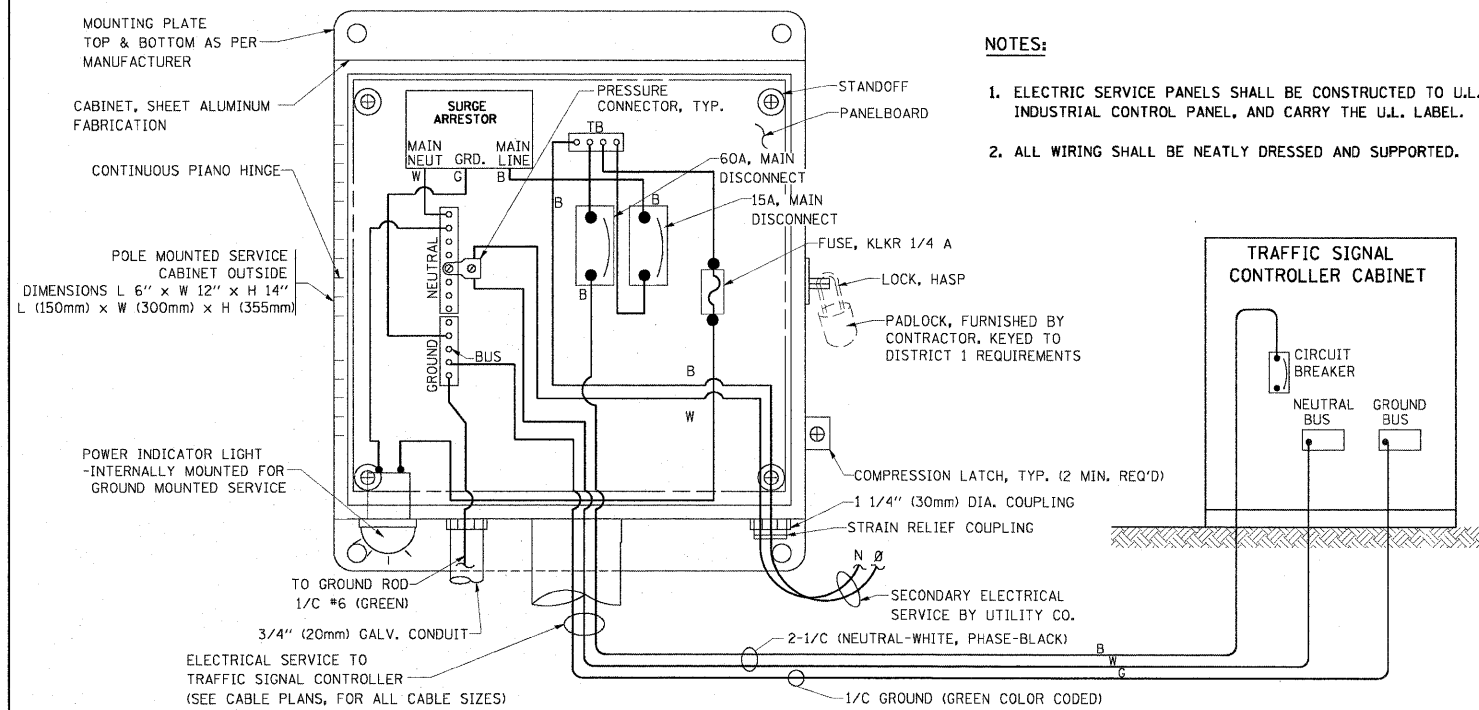 MOUNTING PLATE
TOP & BOTTOM AS PER
MANUFACTURER
CABINET, SHEET ALUMINUM
FABRICATION
CONTINUOUS PIANO HINGE
POLE MOUNTED SERVICE
CABINET OUTSIDE
DIMENSIONS L 6" x W 12" x H 14"
L (150mm) x W (300mm) x H (355mm)
POWER INDICATOR LIGHT
-INTERNALLY MOUNTED FOR
GROUND MOUNTED SERVICE
SURGE
ARRESTOR
MAIN
NEUT
GRD.
MAIN
LINE
W
G
B
PRESSURE
CONNECTOR, TYP.
TB
STANDOFF
PANELBOARD
60A, MAIN
DISCONNECT
15A, MAIN
DISCONNECT
B
B
B
FUSE, KLKR 1/4 A
LOCK, HASP
PADLOCK, FURNISHED BY
CONTRACTOR. KEYED TO
DISTRICT 1 REQUIREMENTS
NEUTRAL
GROUND
BUS
B
W
COMPRESSION LATCH, TYP. (2 MIN. REQ'D)
1 1/4" (30mm) DIA. COUPLING
STRAIN RELIEF COUPLING
N Ø
SECONDARY ELECTRICAL
SERVICE BY UTILITY CO.
TO GROUND ROD
1/C #6 (GREEN)
3/4" (20mm) GALV. CONDUIT
ELECTRICAL SERVICE TO
TRAFFIC SIGNAL CONTROLLER
(SEE CABLE PLANS, FOR ALL CABLE SIZES)
2-1/C (NEUTRAL-WHITE, PHASE-BLACK)
B
W
G
1/C GROUND (GREEN COLOR CODED)
NOTES:
1. ELECTRIC SERVICE PANELS SHALL BE CONSTRUCTED TO U.L.
INDUSTRIAL CONTROL PANEL, AND CARRY THE U.L. LABEL.
2. ALL WIRING SHALL BE NEATLY DRESSED AND SUPPORTED.
TRAFFIC SIGNAL
CONTROLLER CABINET
CIRCUIT
BREAKER
NEUTRAL
BUS
GROUND
BUS